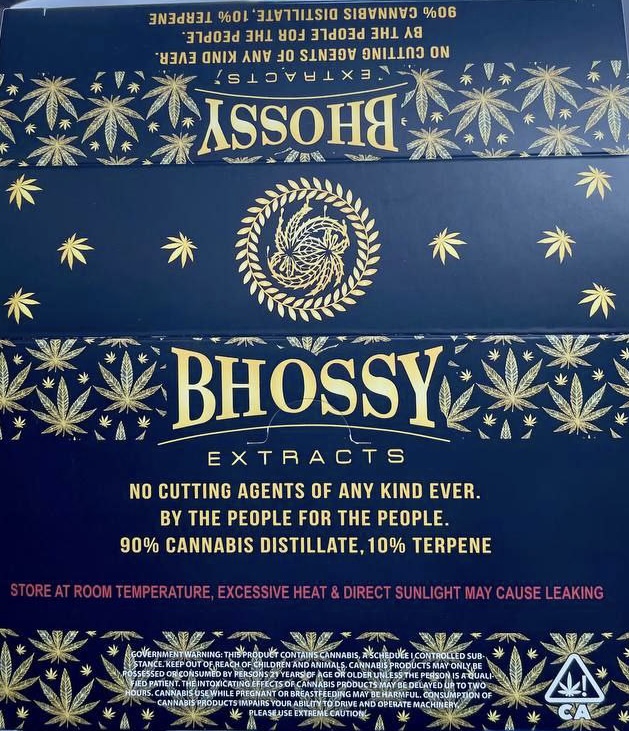 90% CANNABIS DISTILLATE, 10% TERPENE
BY THE PEOPLE FOR THE PEOPLE.
NO CUTTING AGENTS OF ANY KIND EVER.
EXTRACTS
BHOSSY
BHOSSY
EXTRACTS
NO CUTTING AGENTS OF ANY KIND EVER.
BY THE PEOPLE FOR THE PEOPLE.
90% CANNABIS DISTILLATE, 10% TERPENE
STORE AT ROOM TEMPERATURE, EXCESSIVE HEAT & DIRECT SUNLIGHT MAY CAUSE LEAKING
GOVERNMENT WARNING: THIS PRODUCT CONTAINS CANNABIS, A SCHEDULE I CONTROLLED SUB-
STANCE. KEEP OUT OF REACH OF CHILDREN AND ANIMALS. CANNABIS PRODUCTS MAY ONLY BE
POSSESSED OR CONSUMED BY PERSONS 21 YEARS OF AGE OR OLDER UNLESS THE PERSON IS A QUALI-
FIED PATIENT. THE INTOXICATING EFFECTS OF CANNABIS PRODUCTS MAY BE DELAYED UP TO TWO
HOURS. CANNABIS USE WHILE PREGNANT OR BREASTFEEDING MAY BE HARMFUL. CONSUMPTION OF
CANNABIS PRODUCTS IMPAIRS YOUR ABILITY TO DRIVE AND OPERATE MACHINERY.
PLEASE USE EXTREME CAUTION.
!
CA